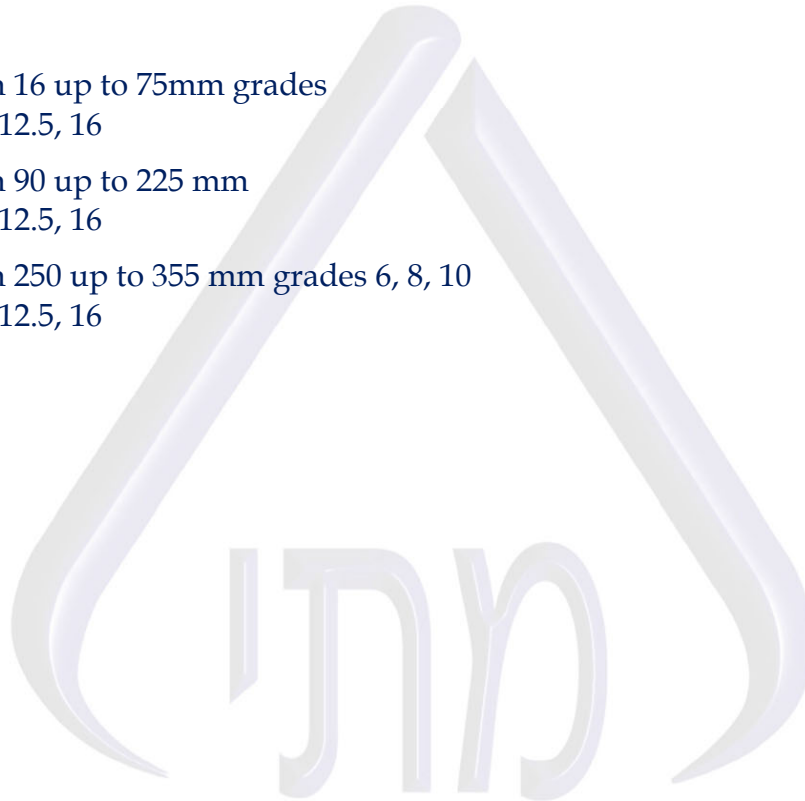 16 up to 75mm grades
12.5, 16
90 up to 225 mm
12.5, 16
250 up to 355 mm grades 6, 8, 10
12.5, 16
מתי